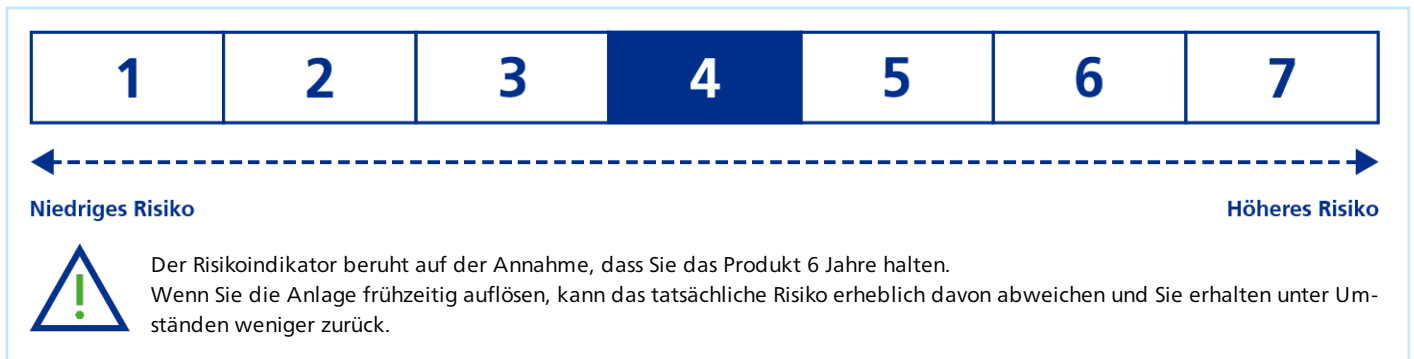 1 2 3 4 5 6 7
Niedriges Risiko Höheres Risiko
Der Risikoindikator beruht auf der Annahme, dass Sie das Produkt 6 Jahre halten.
Wenn Sie die Anlage frühzeitig auflösen, kann das tatsächliche Risiko erheblich davon abweichen und Sie erhalten unter Um-
ständen weniger zurück.